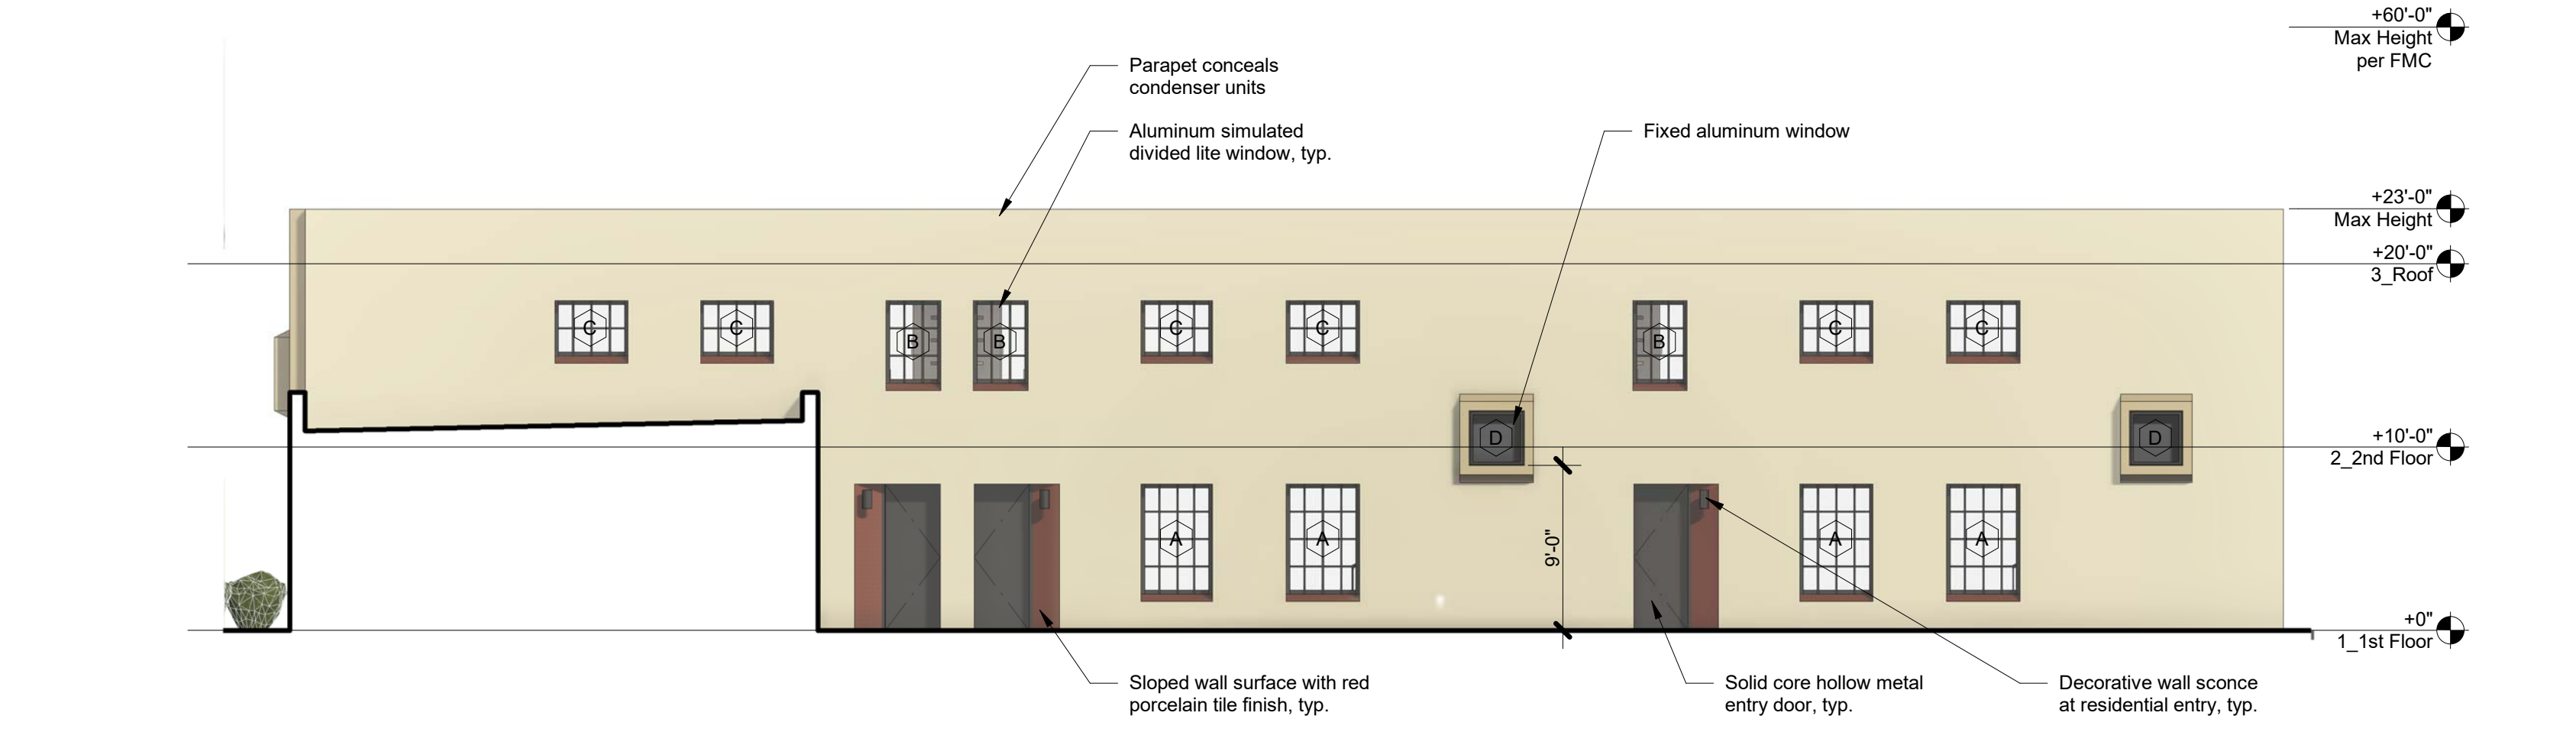 +60'-0"
Max Height
per FMC
Parapet conceals
condenser units
Aluminum simulated
divided lite window, typ.
Fixed aluminum window
+23'-0"
Max Height
+20'-0"
3_Roof
C
C
B
B
C
C
B
C
C
D
D
+10'-0"
2_2nd Floor
A
A
9'-0"
A
A
+0"
1_1st Floor
Sloped wall surface with red
porcelain tile finish, typ.
Solid core hollow metal
entry door, typ.
Decorative wall sconce
at residential entry, typ.